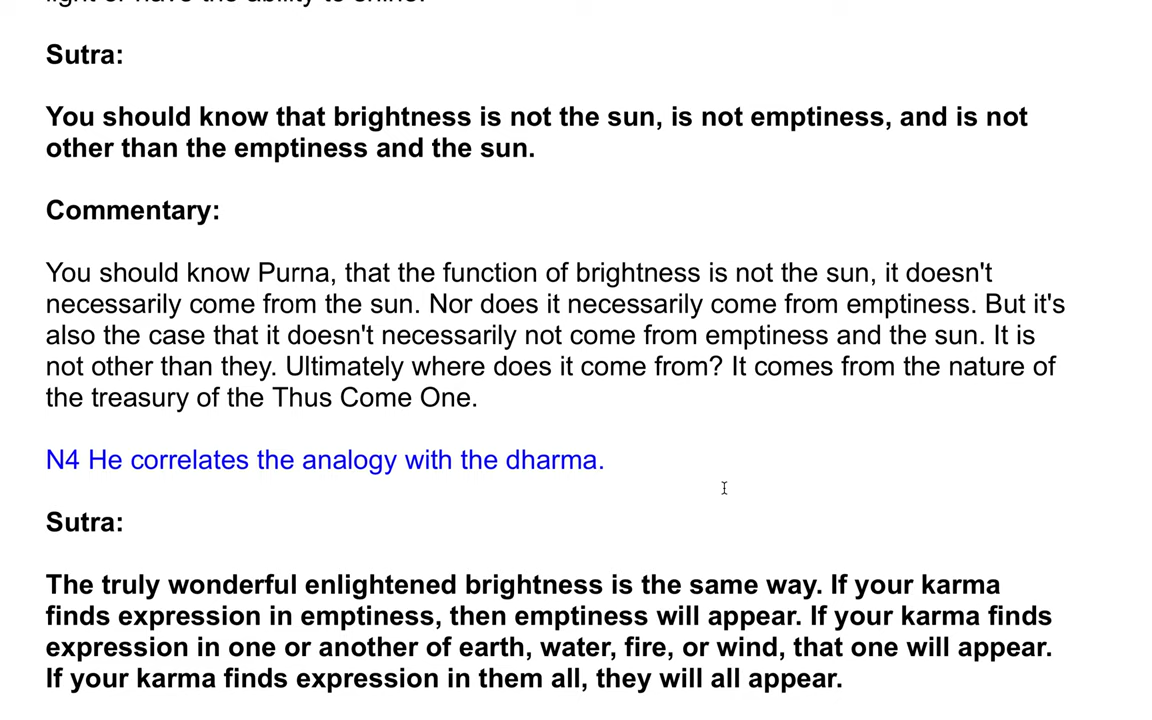 light or have the ability to shine.
Sutra:
You should know that brightness is not the sun, is not emptiness, and is not
other than the emptiness and the sun.
Commentary:
You should know Purna, that the function of brightness is not the sun, it doesn't
necessarily come from the sun. Nor does it necessarily come from emptiness. But it's
also the case that it doesn't necessarily not come from emptiness and the sun. It is
not other than they. Ultimately where does it come from? It comes from the nature of
the treasury of the Thus Come One.
N4 He correlates the analogy with the dharma.
Sutra:
The truly wonderful enlightened brightness is the same way. If your karma
finds expression in emptiness, then emptiness will appear. If your karma finds
expression in one or another of earth, water, fire, or wind, that one will appear.
If your karma finds expression in them all, they will all appear.